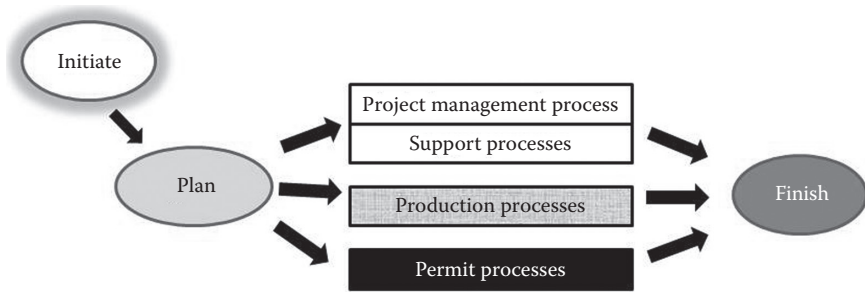 Initiate
Plan
Project management process
Support processes
Production processes
Permit processes
Finish